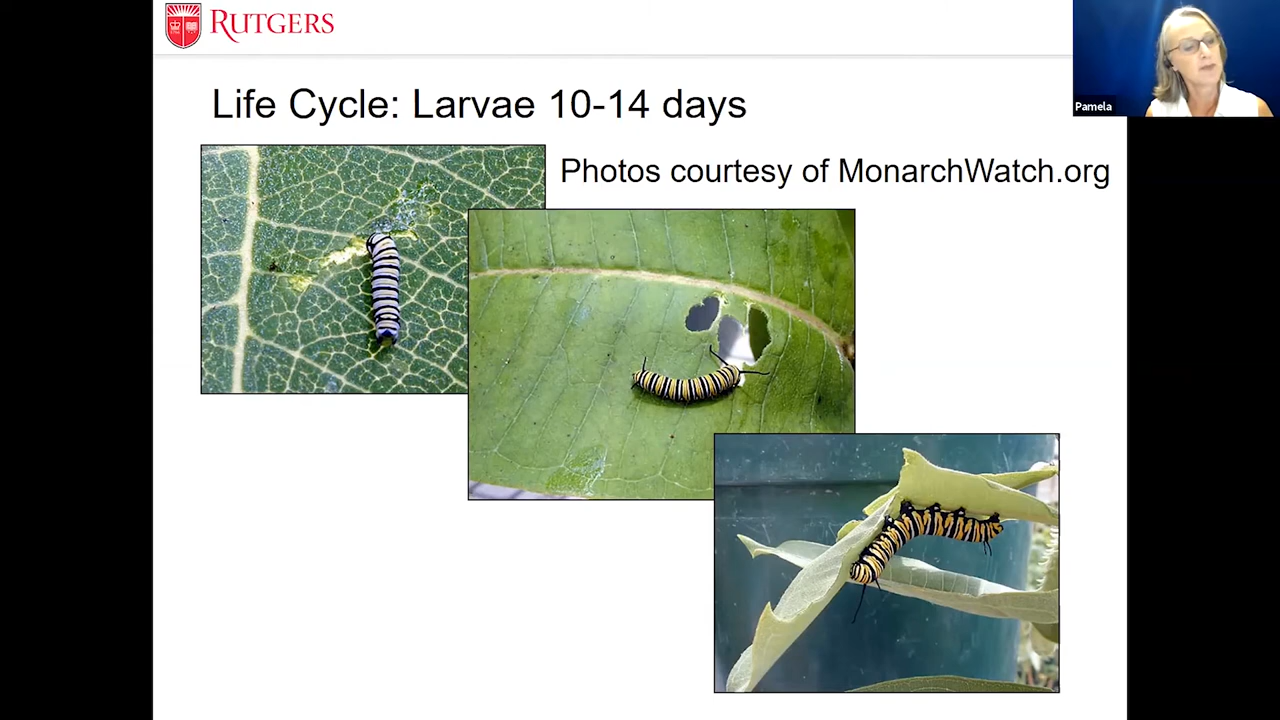 RUTGERS
Pamela
Life Cycle: Larvae 10-14 days
Photos courtesy of MonarchWatch.org